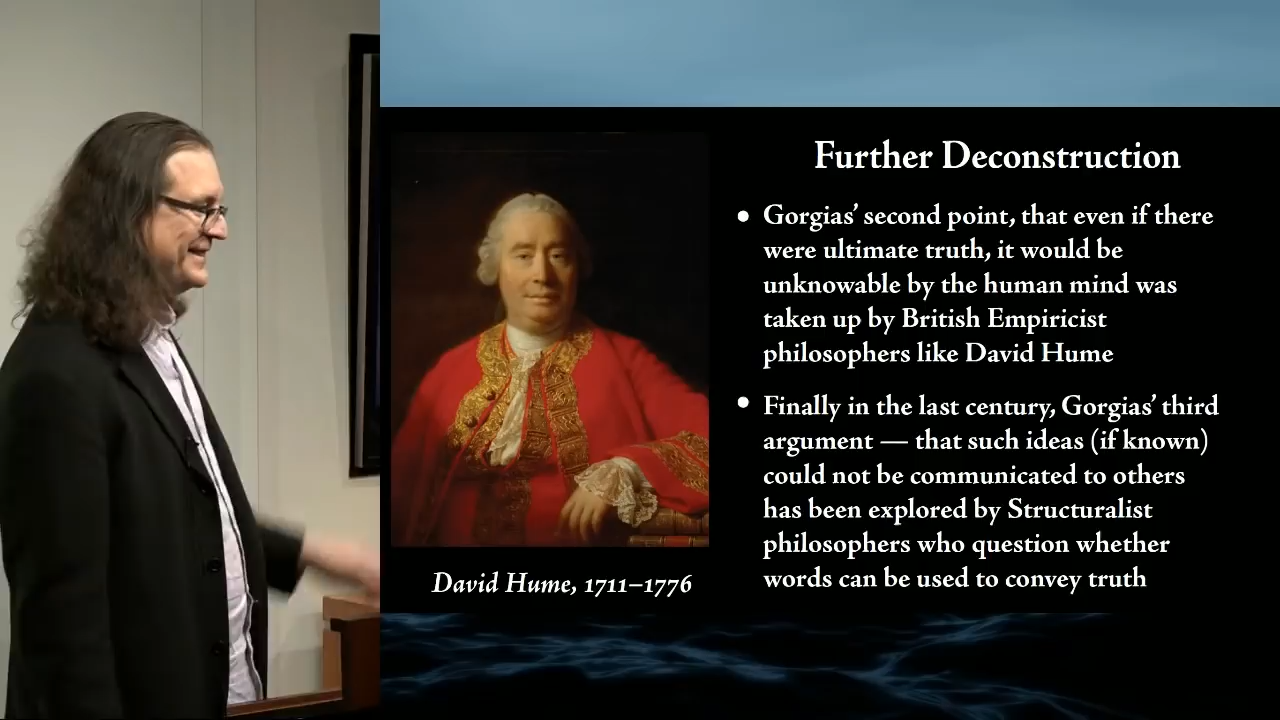 Further Deconstruction
• Gorgias' second point, that even if there
were ultimate truth, it would be
unknowable by the human mind was
taken up by British Empiricist
philosophers like David Hume
• Finally in the last century, Gorgias' third
argument — that such ideas (if known)
could not be communicated to others
has been explored by Structuralist
philosophers who question whether
words can be used to convey truth
David Hume, 1711–1776